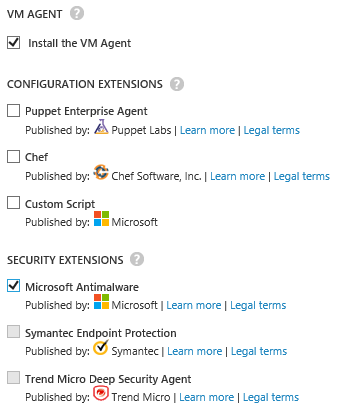 VM AGENT ?
Install the VM Agent
CONFIGURATION EXTENSIONS ?
Puppet Enterprise Agent
Published by: Puppet Labs | Learn more | Legal terms
Chef
Published by: Chef Software, Inc. | Learn more | Legal terms
Custom Script
Published by: Microsoft
SECURITY EXTENSIONS ?
Microsoft Antimalware
Published by: Microsoft | Learn more | Legal terms
Symantec Endpoint Protection
Published by: Symantec | Learn more | Legal terms
Trend Micro Deep Security Agent
Published by: Trend Micro | Learn more | Legal terms